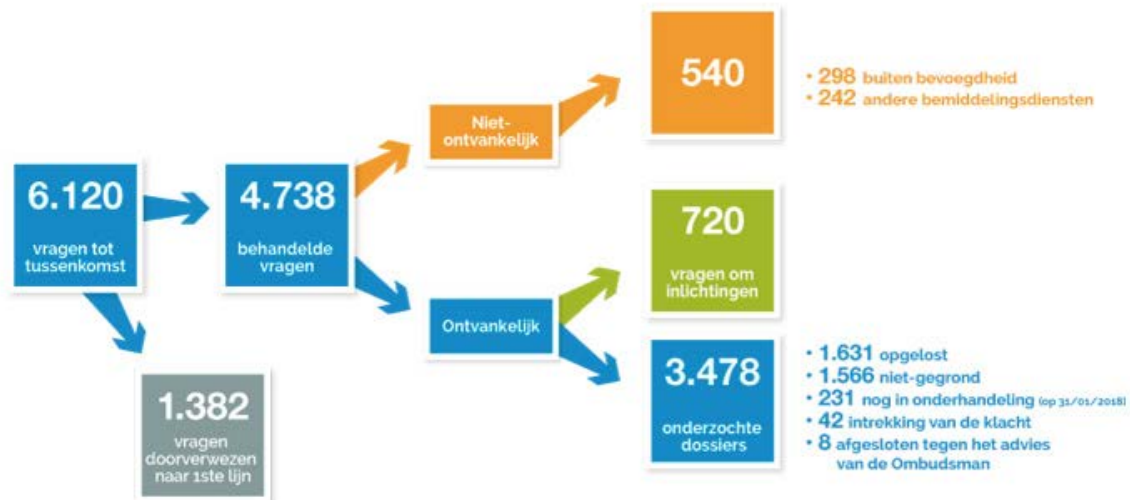 6.120
vragen tot
tussenkomst
1.382
vragen
doorverwezen
naar 1ste lijn
4.738
behandelde
vragen
Niet-
ontvankelijk
540
• 298 buiten bevoegdheid
• 242 andere bemiddelingsdiensten
Ontvankelijk
720
vragen om
inlichtingen
3.478
onderzochte
dossiers
• 1.631 opgelost
• 1.566 niet-gegrond
• 231 nog in onderhandeling (op 31/01/2018)
• 42 intrekking van de klacht
• 8 afgesloten tegen het advies
van de Ombudsman